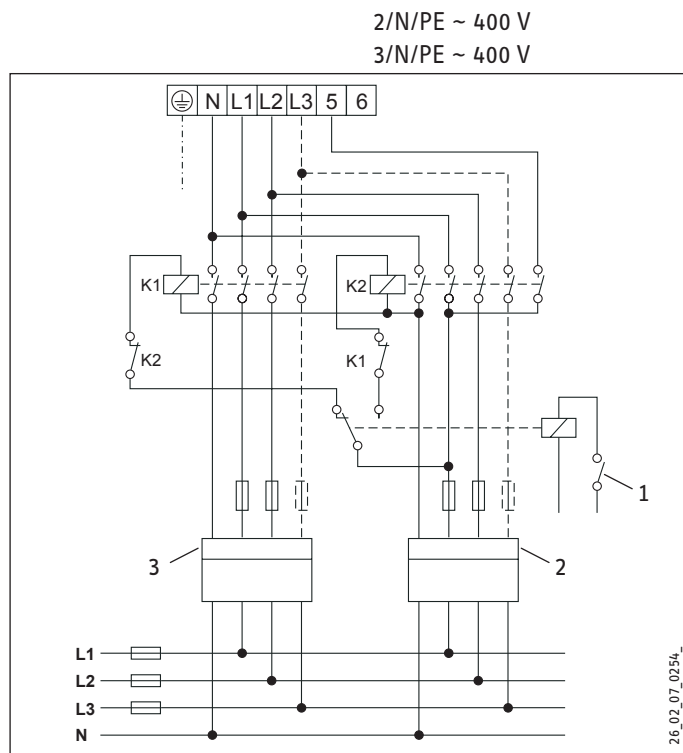 2/N/PE ~ 400 V
3/N/PE ~ 400 V
N L1 L2 L3 5 6
K1 K2
K2 K1
1
3 2
L1
L2
L3
N
26_02_07_0254_